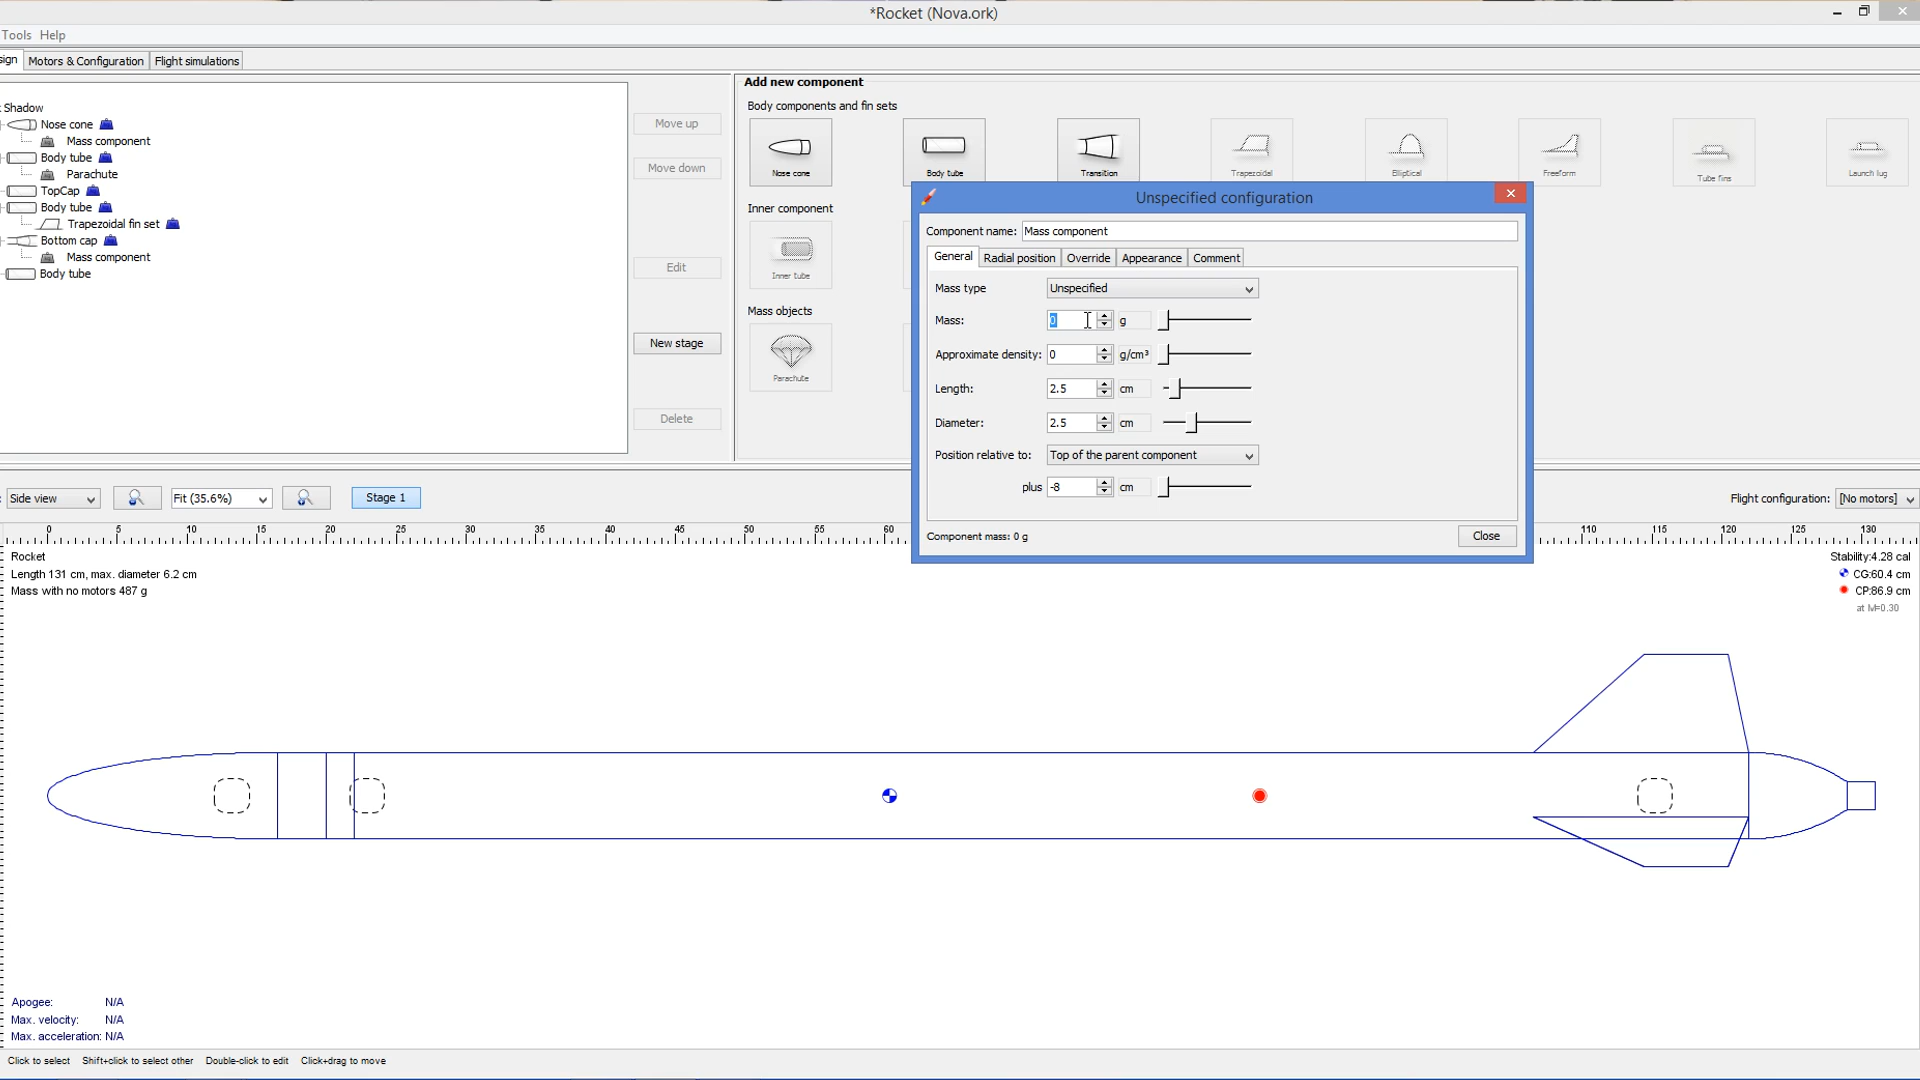 *Rocket (Nova.ork)
Tools Help
sign Motors & Configuration Flight simulations
Shadow
Nose cone
Mass component
Body tube
Parachute
TopCap
Body tube
Trapezoidal fin set
Bottom cap
Mass component
Body tube
Move up
Move down
Edit
New stage
Delete
Add new component
Body components and fin sets
Nose cone Body tube Transition Trapezoidal Elliptical Freeform Tube fins Launch lug
Inner component
Inner tube
Mass objects
Parachute
Unspecified configuration
Component name: Mass component
General Radial position Override Appearance Comment
Mass type Unspecified
Mass: 0 g
Approximate density: 0 g/cm³
Length: 2.5 cm
Diameter: 2.5 cm
Position relative to: Top of the parent component
plus -8 cm
Component mass: 0 g
Close
Side view Fit (35.6%) Stage 1 Flight configuration: [No motors]
0 5 10 15 20 25 30 35 40 45 50 55 60 110 115 120 125 130
Rocket
Length 131 cm, max. diameter 6.2 cm
Mass with no motors 487 g
Stability:4.28 cal
CG:60.4 cm
CP:86.9 cm
at M=0.30
Apogee: N/A
Max. velocity: N/A
Max. acceleration: N/A
Click to select Shift+click to select other Double-click to edit Click+drag to move